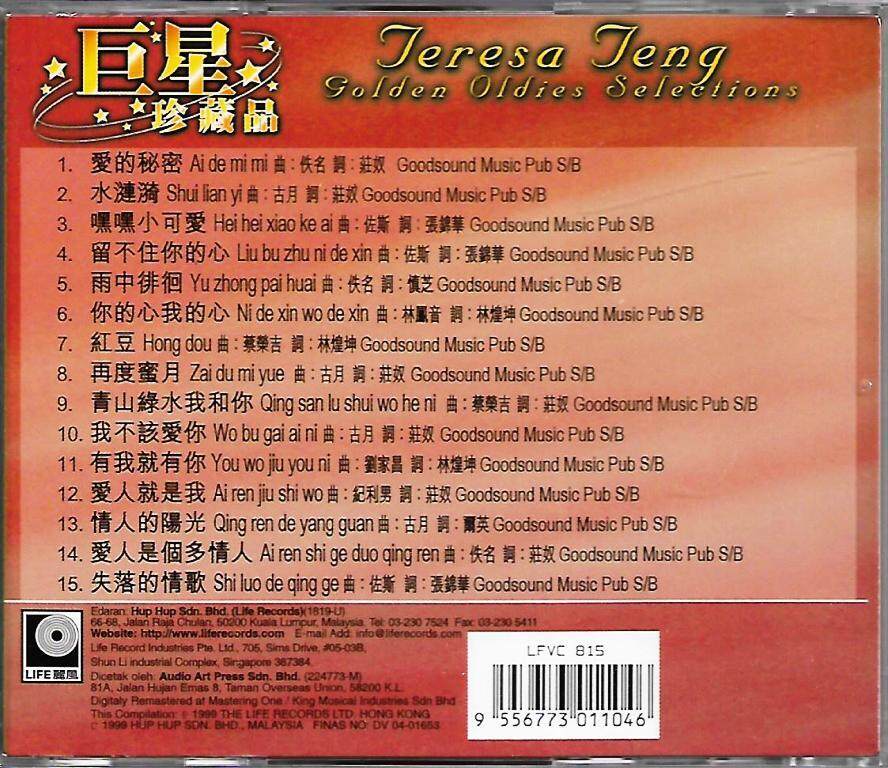 巨星
珍藏品
Teresa Teng
Golden Oldies Selections
1. 愛的秘密 Ai de mi mi 曲：佚名 詞：莊奴 Goodsound Music Pub S/B
2. 水漣漪 Shui lian yi 曲：古月 詞：莊奴 Goodsound Music Pub S/B
3. 嘿嘿小可愛 Hei hei xiao ke ai 曲：佐斯 詞：張錦華 Goodsound Music Pub S/B
4. 留不住你的心 Liu bu zhu ni de xin 曲：佐斯 詞：張錦華 Goodsound Music Pub S/B
5. 雨中徘徊 Yu zhong pai huai 曲：佚名 詞：慎芝 Goodsound Music Pub S/B
6. 你的心我的心 Ni de xin wo de xin 曲：林鳳音 詞：林煌坤 Goodsound Music Pub S/B
7. 紅豆 Hong dou 曲：蔡榮吉 詞：林煌坤 Goodsound Music Pub S/B
8. 再度蜜月 Zai du mi yue 曲：古月 詞：莊奴 Goodsound Music Pub S/B
9. 青山綠水我和你 Qing san lu shui wo he ni 曲：蔡榮吉 詞：莊奴 Goodsound Music Pub S/B
10. 我不該愛你 Wo bu gai ai ni 曲：古月 詞：莊奴 Goodsound Music Pub S/B
11. 有我就有你 You wo jiu you ni 曲：劉家昌 詞：林煌坤 Goodsound Music Pub S/B
12. 愛人就是我 Ai ren jiu shi wo 曲：紀利男 詞：莊奴 Goodsound Music Pub S/B
13. 情人的陽光 Qing ren de yang guan 曲：古月 詞：爾英 Goodsound Music Pub S/B
14. 愛人是個多情人 Ai ren shi ge duo qing ren 曲：佚名 詞：莊奴 Goodsound Music Pub S/B
15. 失落的情歌 Shi luo de qing ge 曲：佐斯 詞：張錦華 Goodsound Music Pub S/B
LIFE 麗風
Edaran: Hup Hup Sdn. Bhd. (Life Records)(1819-U)
66-68, Jalan Raja Chulan, 50200 Kuala Lumpur, Malaysia. Tel: 03-230 7524 Fax: 03-230 5411
Website: http://www.liferecords.com E-mail Add: info@liferecords.com
Life Record Industries Pte. Ltd., 705, Sims Drive, #05-03B,
Shun Li industrial Complex, Singapore 387384.
Dicetak oleh: Audio Art Press Sdn. Bhd. (224773-M)
81A, Jalan Hujan Emas 8, Taman Overseas Union, 58200 K.L.
Digitaly Remastered at Mastering One / King Musical Industries Sdn Bhd
This Compilation: ℗ 1999 THE LIFE RECORDS LTD. HONG KONG
© 1999 HUP HUP SDN. BHD., MALAYSIA FINAS NO: DV 04-01653
LFVC 815
9 556773 011046